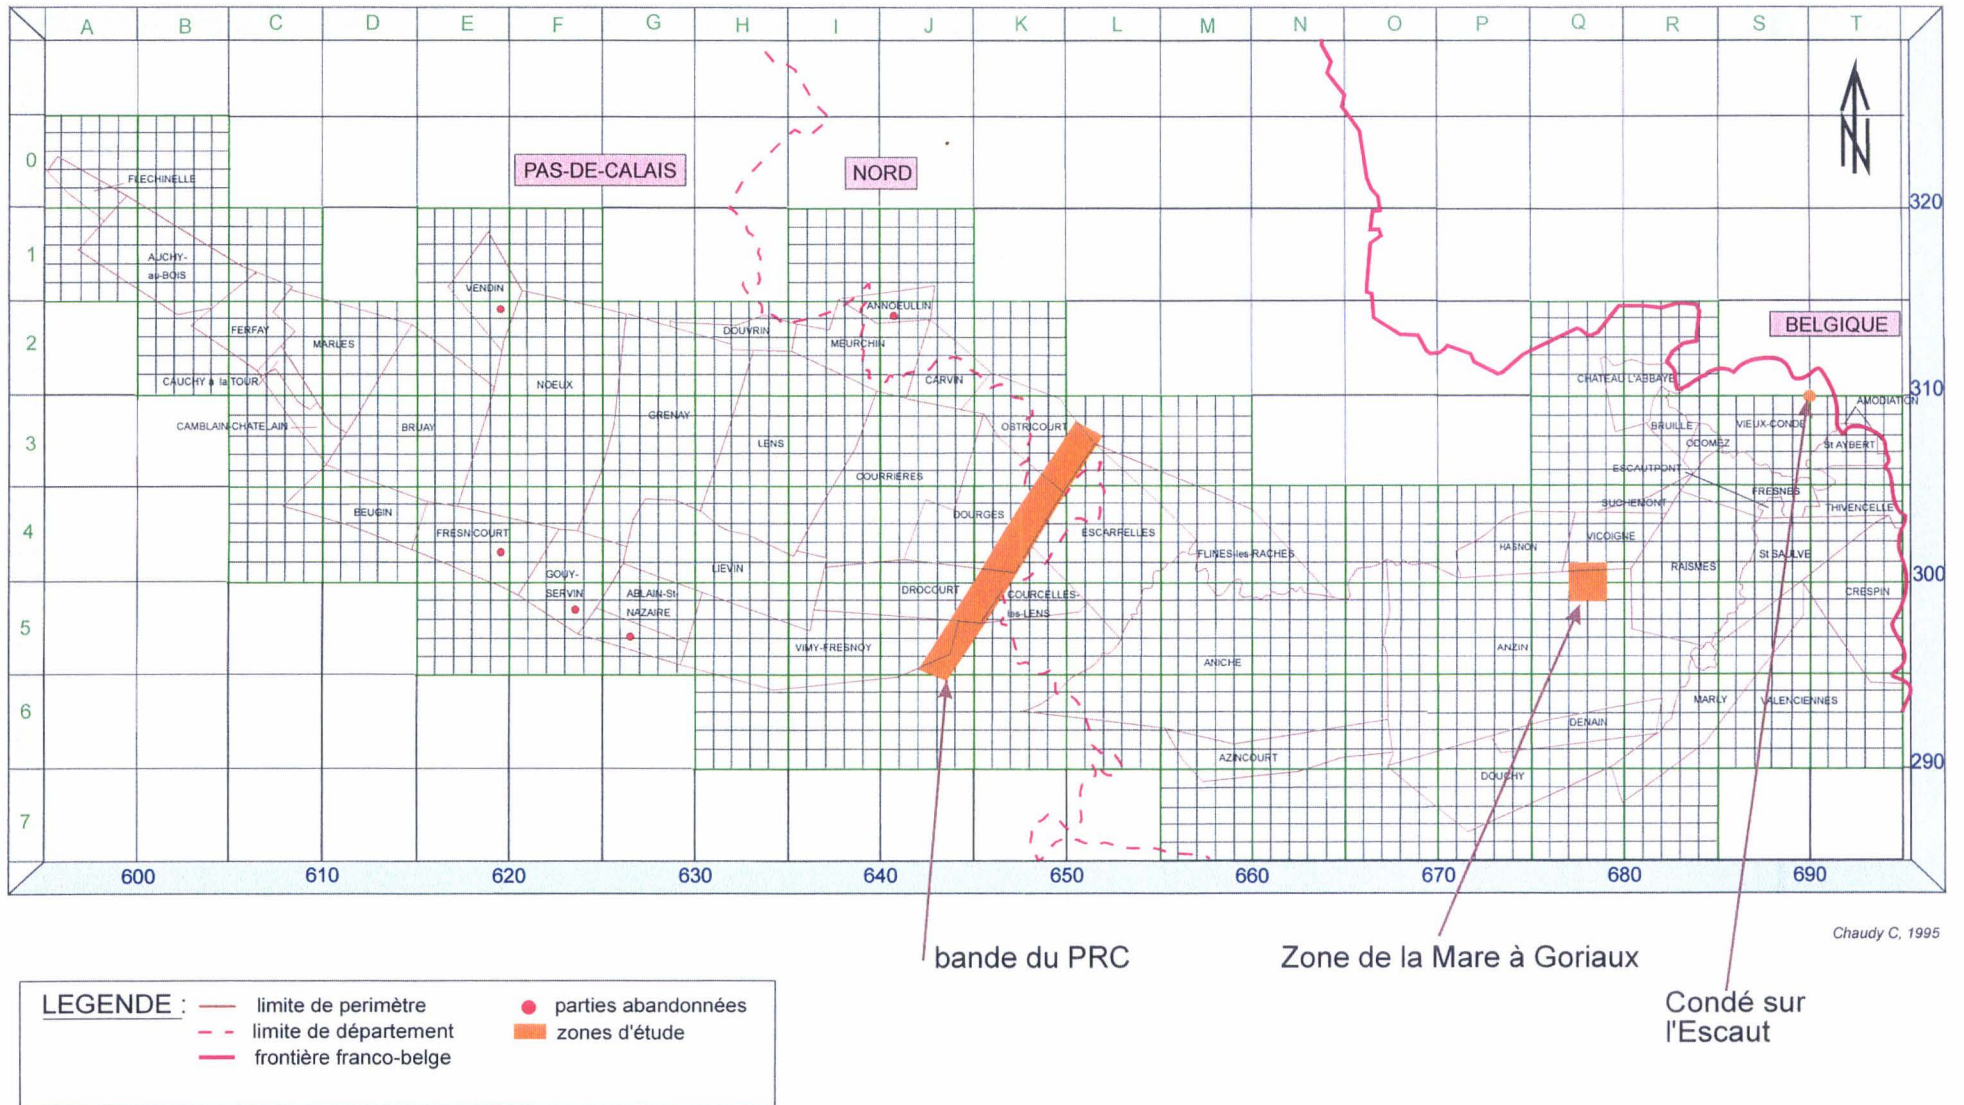 A B C D E F G H I J K L M N O P Q R S T
N
0
PAS-DE-CALAIS
NORD
FLECHINELLE
320
1
AUCHY-
au-BOIS
VENDIN
ANNOEULLIN
BELGIQUE
FERFAY
DOUVRIN
2
MARLES
MEURCHIN
CAUCHY à la TOUR
NOEUX
CARVIN
CHATEAU L'ABBAYE
310
AMODIATION
GRENAY
CAMBLAIN-CHATELAIN
BRUAY
OSTRICOURT
BRUILLE
VIEUX-CONDE
3
LENS
ODOMEZ
St AYBERT
COURRIERES
ESCAUTPONT
FRESNES
SUCHEMONT
THIVENCELLE
BEUGIN
DOURGES
4
FRESNICOURT
ESCARPELLES
VICOIGNE
HASNON
FLINES-les-RACHES
St SAULVE
LIEVIN
RAISMES
GOUY-
SERVIN
300
DROCOURT
ABLAIN-St-
NAZAIRE
COURCELLES-
les-LENS
CRESPIN
5
VIMY-FRESNOY
ANZIN
ANICHE
MARLY
VALENCIENNES
6
DENAIN
AZINCOURT
290
DOUCHY
7
600 610 620 630 640 650 660 670 680 690
Chaudy C, 1995
bande du PRC
Zone de la Mare à Goriaux
Condé sur
l'Escaut
LEGENDE :
limite de perimètre
limite de département
frontière franco-belge
parties abandonnées
zones d'étude